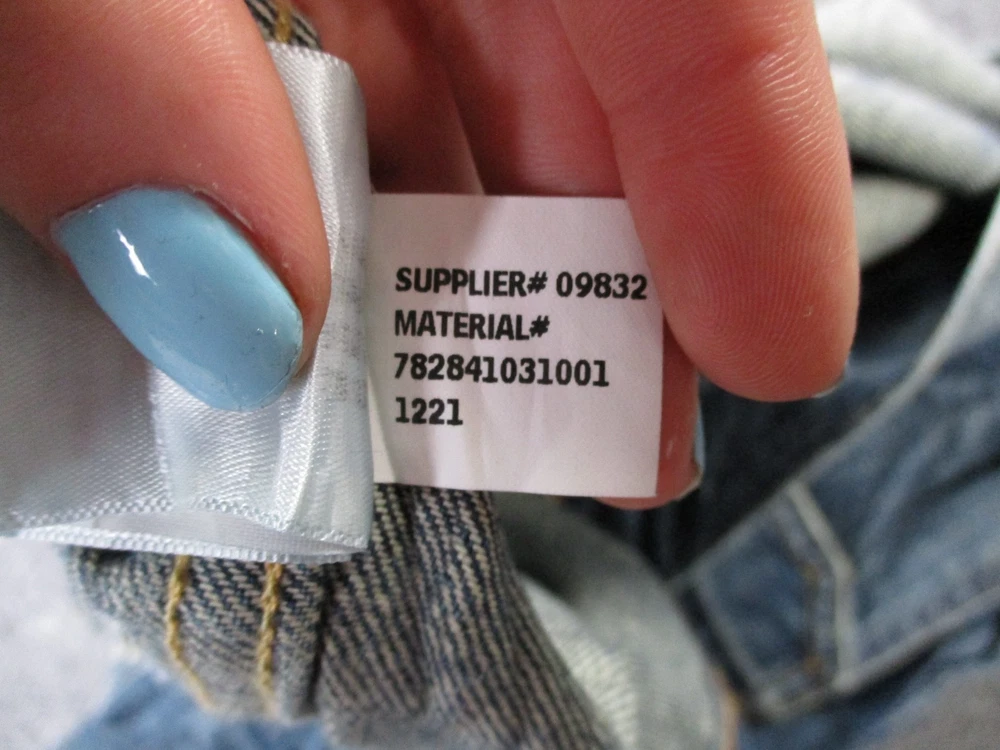 SUPPLIER# 09832
MATERIAL#
782841031001
1221